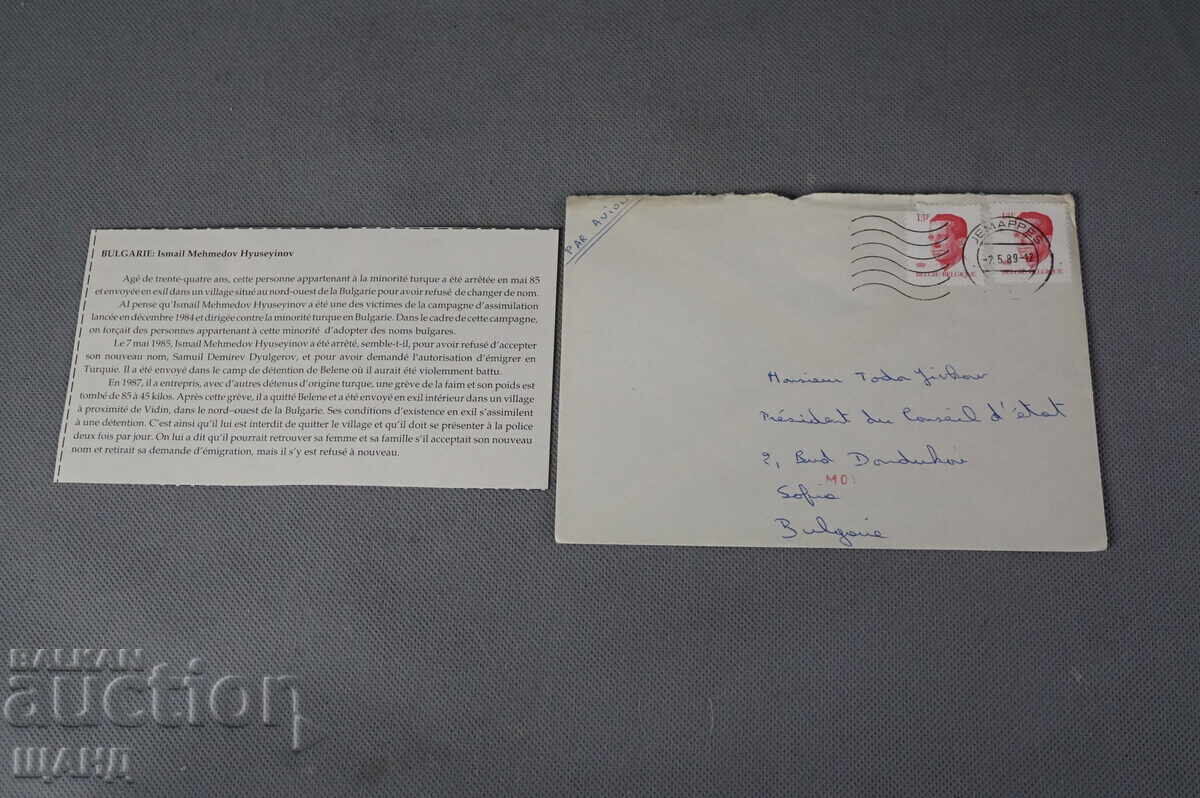 BULGARIE: Ismail Mehmedov Hyuseyinov
Agé de trente-quatre ans, cette personne appartenant à la minorité turque a été arrêtée en mai 85
et envoyée en exil dans un village situé au nord-ouest de la Bulgarie pour avoir refusé de changer de nom.
AI pense qu'Ismail Mehmedov Hyuseyinov a été une des victimes de la campagne d'assimilation
lancée en décembre 1984 et dirigée contre la minorité turque en Bulgarie. Dans le cadre de cette campagne,
on forçait des personnes appartenant à cette minorité d'adopter des noms bulgares.
Le 7 mai 1985, Ismail Mehmedov Hyuseyinov a été arrêté, semble-t-il, pour avoir refusé d'accepter
son nouveau nom, Samuil Demirev Dyulgerov, et pour avoir demandé l'autorisation d'émigrer en
Turquie. Il a été envoyé dans le camp de détention de Belene où il aurait été violemment battu.
En 1987, il a entrepris, avec d'autres détenus d'origine turque, une grève de la faim et son poids est
tombé de 85 à 45 kilos. Après cette grève, il a quitté Belene et a été envoyé en exil intérieur dans un village
à proximité de Vidin, dans le nord-ouest de la Bulgarie. Ses conditions d'existence en exil s'assimilent
à une détention. C'est ainsi qu'il lui est interdit de quitter le village et qu'il doit se présenter à la police
deux fois par jour. On lui a dit qu'il pourrait retrouver sa femme et sa famille s'il acceptait son nouveau
nom et retirait sa demande d'émigration, mais il s'y est refusé à nouveau.
PAR AVION
13F
BELGIË-BELGIQUE
JEMAPPES
-2.5.89-12
BELGIQUE
Monsieur Todo Jivkov
Président du Conseil d'état
2, Bvd Dondukov
MO
Sofia
Bulgarie
BALKAN
auction
ЩАНД